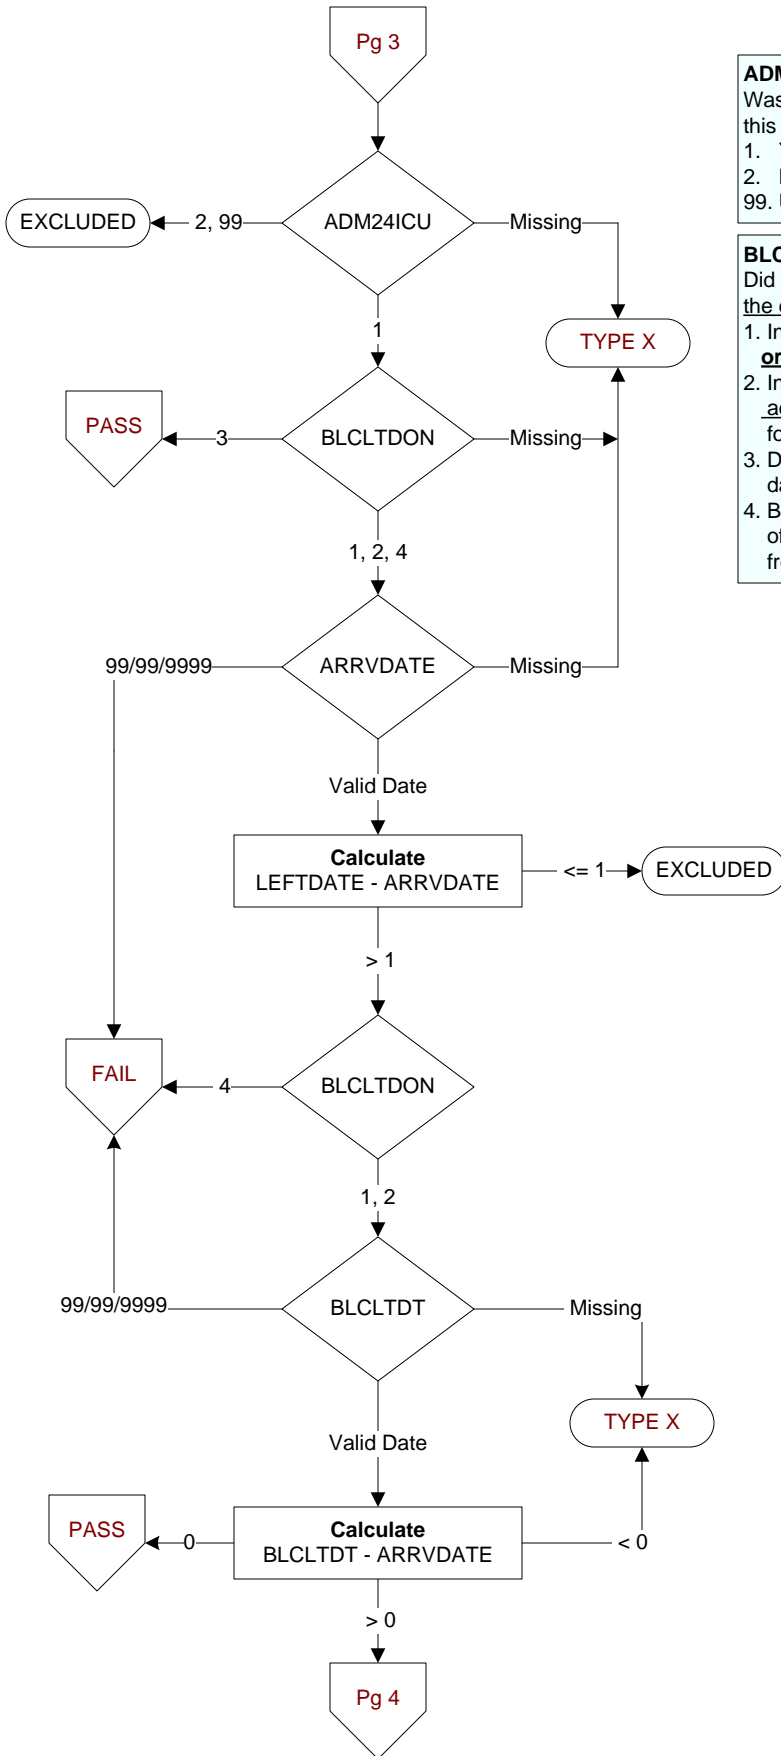 Pg 3
ADM
Was
this
1.
2.
99.
EXCLUDED
2, 99
ADM24ICU
Missing
BLC
Did
the
1. In
or
2. In
fo
3. D
da
4. B
of
fr
1
TYPE X
PASS
3
BLCLTDON
Missing
1, 2, 4
99/99/9999
ARRVDATE
Missing
Valid Date
Calculate
LEFTDATE - ARRVDATE
<= 1
EXCLUDED
> 1
FAIL
4
BLCLTDON
1, 2
99/99/9999
BLCLTDT
Missing
TYPE X
Valid Date
PASS
0
Calculate
BLCLTDT - ARRVDATE
< 0
> 0
Pg 4